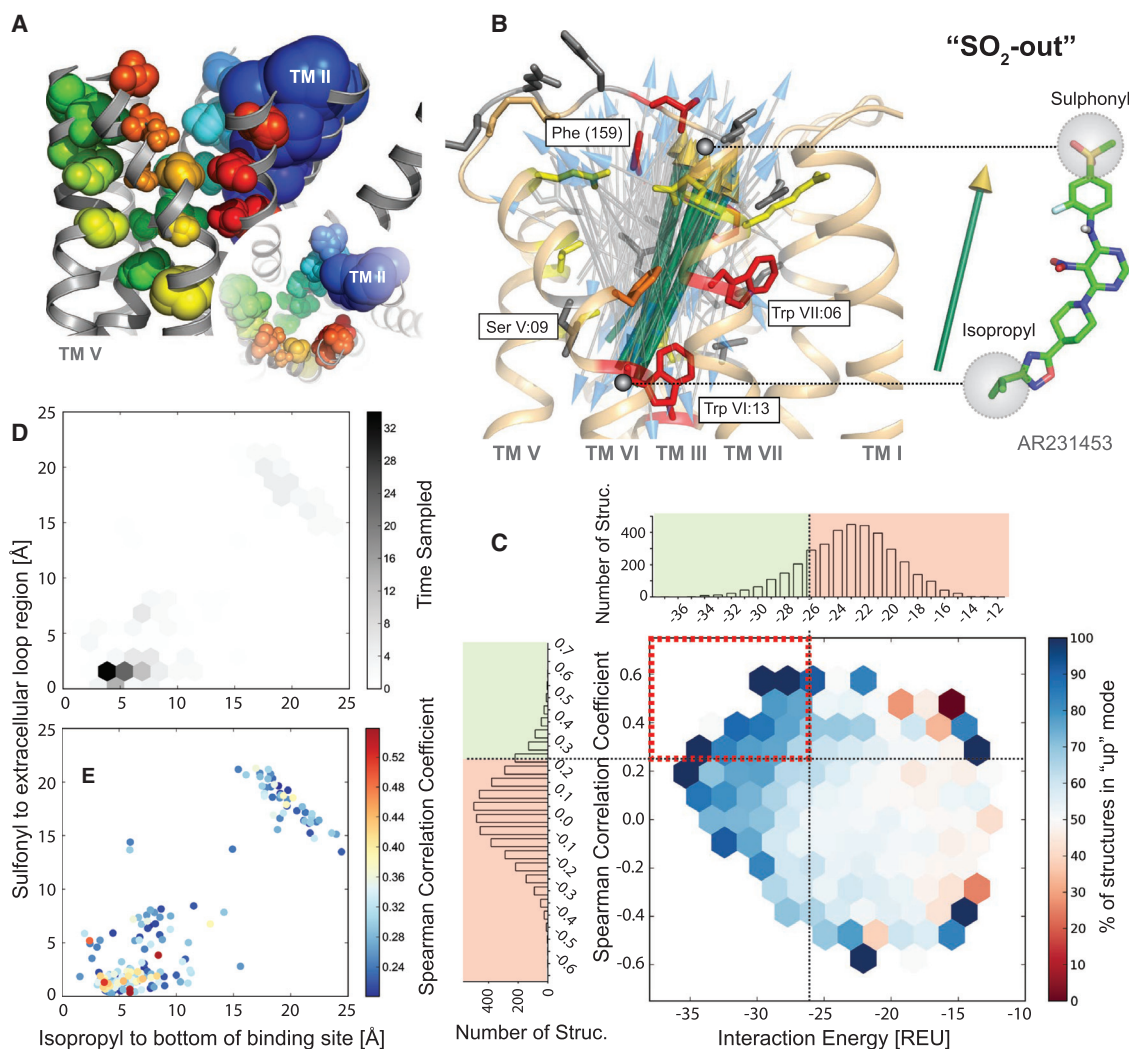 A
TM II
TM II
TM V
B
"SO2-out"
Phe (159)
Ser V:09
Trp VII:06
Trp VI:13
TM V
TM VI
TM III
TM VII
TM I
Sulphonyl
Isopropyl
AR231453
D
Sulfonyl to extracellular loop region [Å]
25
20
15
10
5
0
0 5 10 15 20 25
32
28
24
20
16
12
8
4
0
Time Sampled
E
25
20
15
10
5
0
0 5 10 15 20 25
Isopropyl to bottom of binding site [Å]
0.56
0.52
0.48
0.44
0.40
0.36
0.32
0.28
0.24
Spearman Correlation Coefficient
C
Number of Struc.
400
200
0
-36 -34 -32 -30 -28 -26 -24 -22 -20 -18 -16 -14 -12
0.7
0.6
0.5
0.4
0.3
0.2
0.1
0.0
-0.1
-0.2
-0.3
-0.4
-0.5
-0.6
400 200 0
Number of Struc.
Spearman Correlation Coefficient
0.6
0.4
0.2
0.0
-0.2
-0.4
-0.6
-35 -30 -25 -20 -15 -10
Interaction Energy [REU]
100
90
80
70
60
50
40
30
20
10
0
% of structures in "up" mode